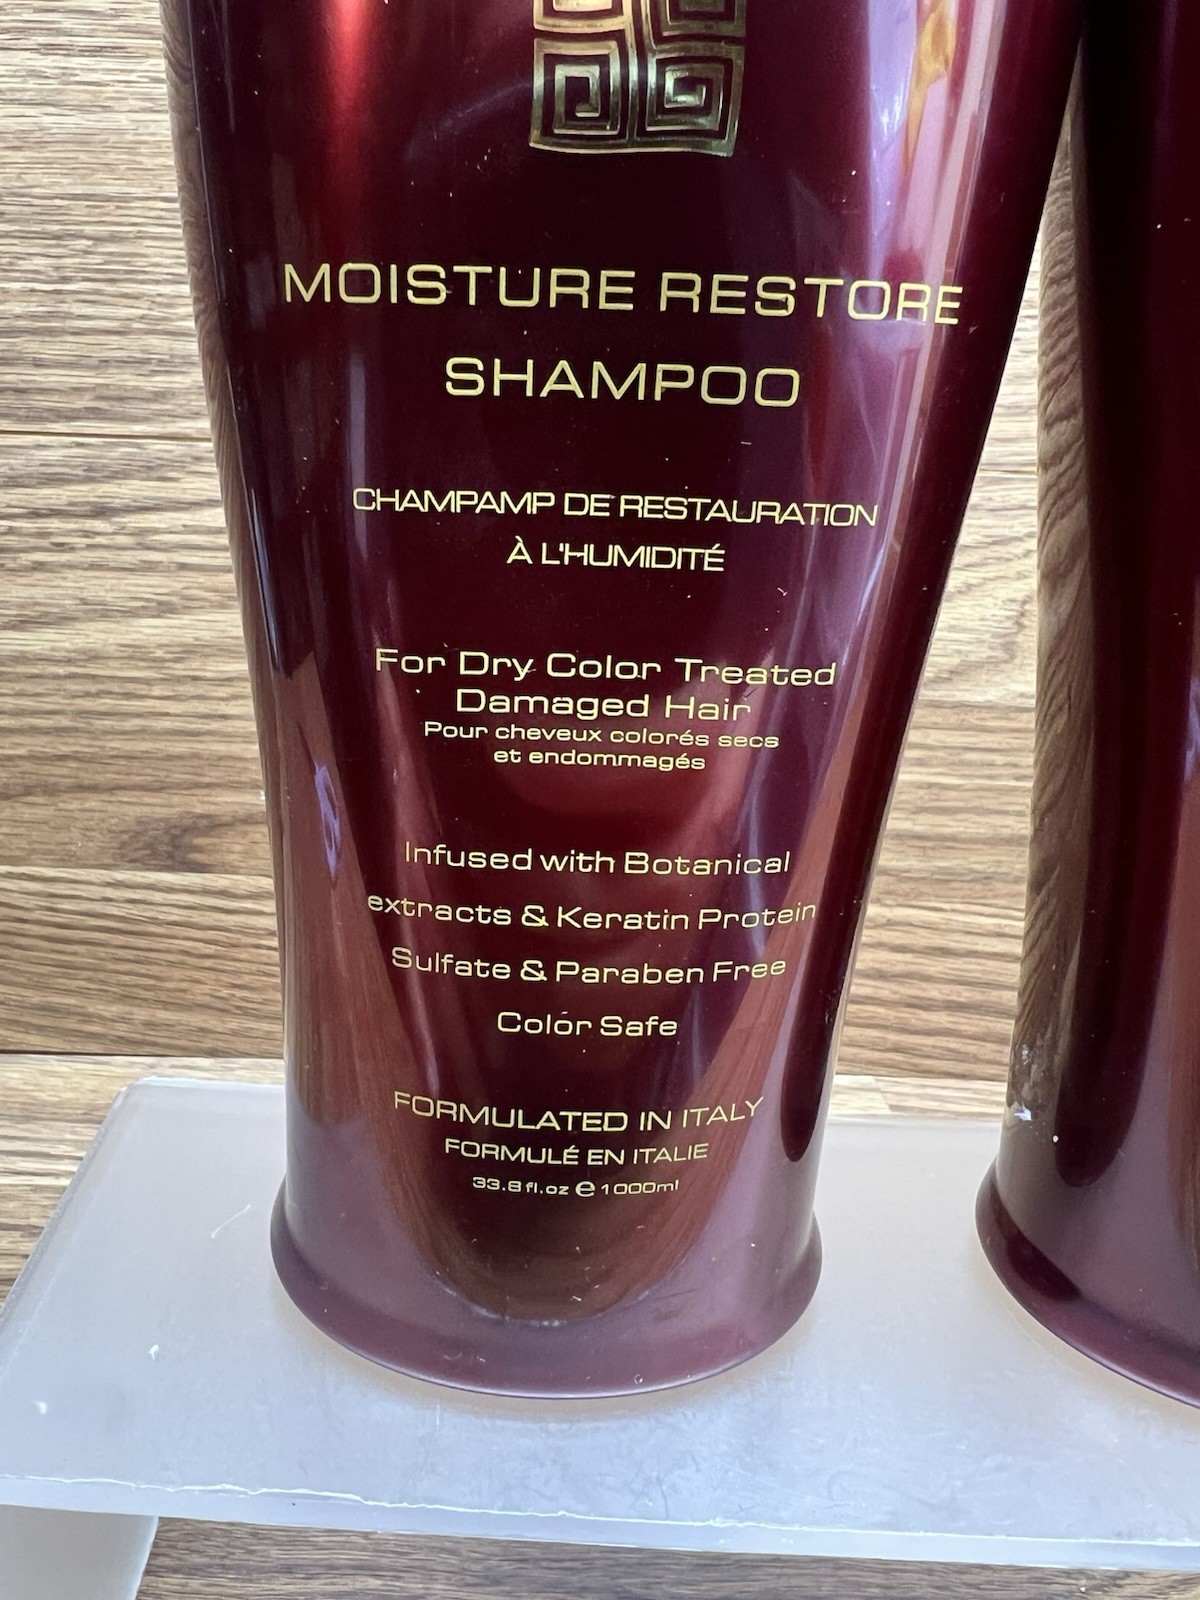 MOISTURE RESTORE
SHAMPOO
CHAMPAMP DE RESTAURATION
À L'HUMIDITÉ
For Dry Color Treated
Damaged Hair
Pour cheveux colorés secs
et endommagés
Infused with Botanical
extracts & Keratin Protein
Sulfate & Paraben Free
Color Safe
FORMULATED IN ITALY
FORMULÉ EN ITALIE
33.8 fl.oz ℮ 1000ml